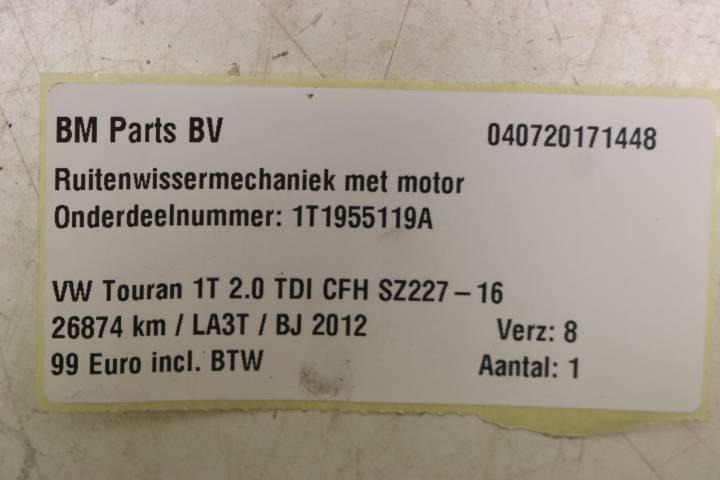 BM Parts BV 040720171448
Ruitenwissermechaniek met motor
Onderdeelnummer: 1T1955119A
VW Touran 1T 2.0 TDI CFH SZ227-16
26874 km / LA3T / BJ 2012 Verz: 8
99 Euro incl. BTW Aantal: 1